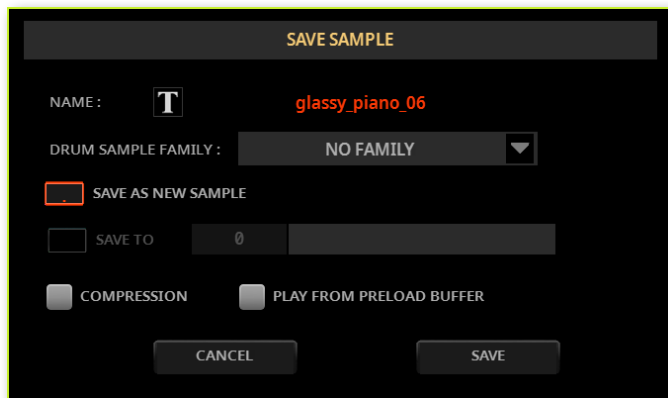 SAVE SAMPLE
NAME : T glassy_piano_06
DRUM SAMPLE FAMILY : NO FAMILY
SAVE AS NEW SAMPLE
SAVE TO 0
COMPRESSION PLAY FROM PRELOAD BUFFER
CANCEL SAVE